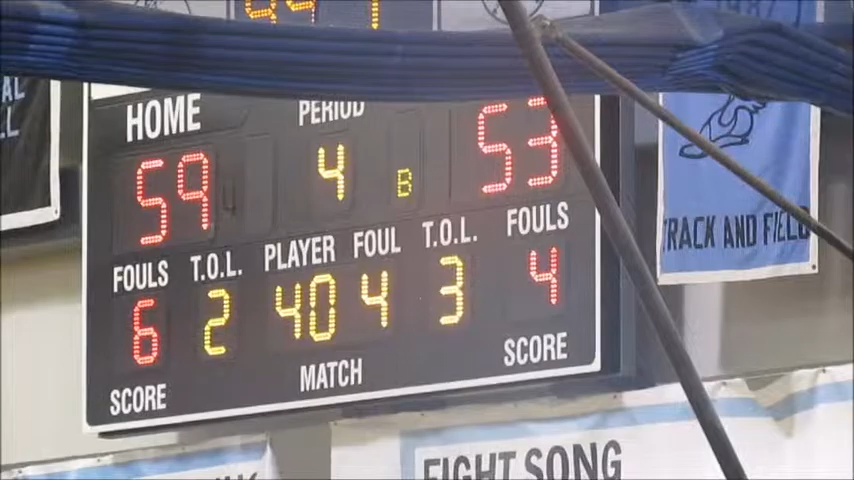 HOME PERIOD
59 4 B 53
FOULS T.O.L. PLAYER FOUL T.O.L. FOULS
6 2 40 4 3 4
SCORE MATCH SCORE
TRACK AND FIELD
FIGHT SONG